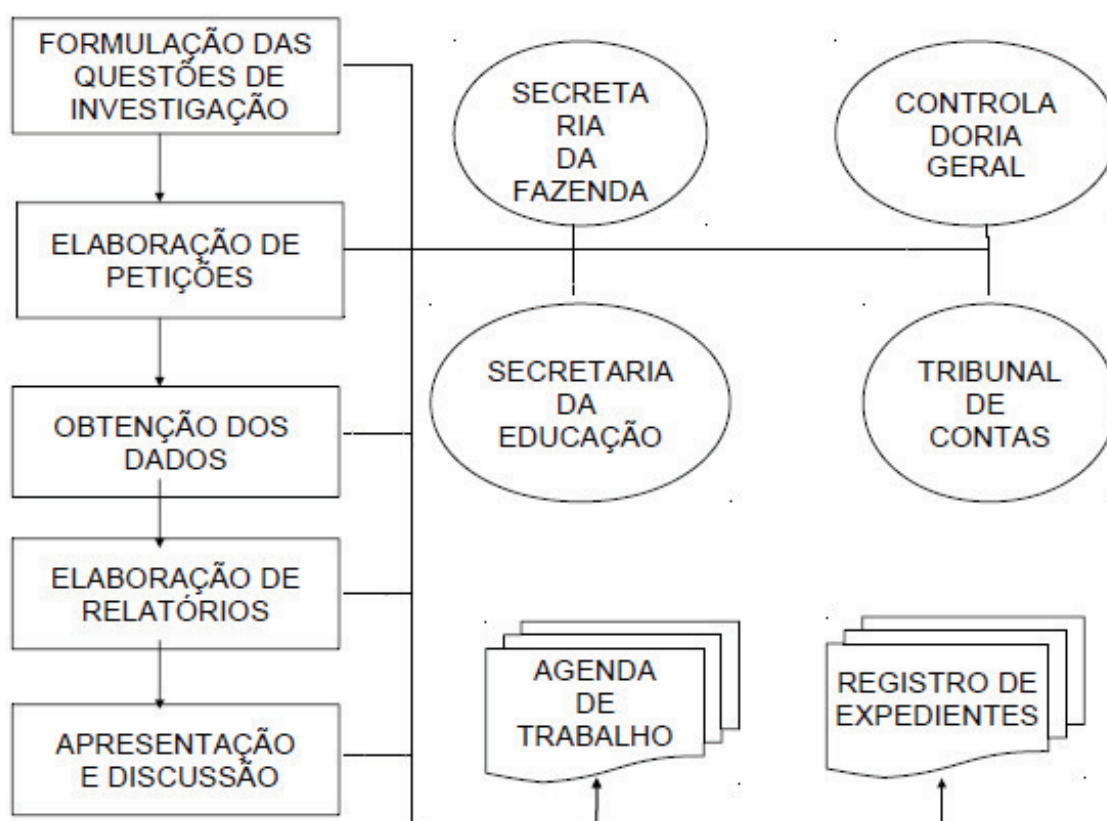 FORMULAÇÃO DAS
QUESTÕES DE
INVESTIGAÇÃO
ELABORAÇÃO DE
PETIÇÕES
OBTENÇÃO DOS
DADOS
ELABORAÇÃO DE
RELATÓRIOS
APRESENTAÇÃO
E DISCUSSÃO
SECRETA
RIA
DA
FAZENDA
CONTROLA
DORIA
GERAL
SECRETARIA
DA
EDUCAÇÃO
TRIBUNAL
DE
CONTAS
AGENDA
DE
TRABALHO
REGISTRO DE
EXPEDIENTES